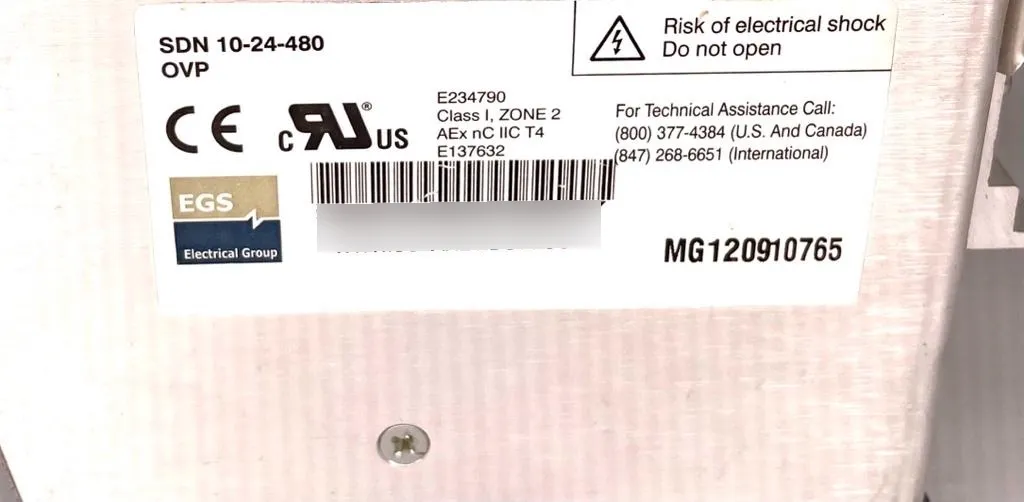 SDN 10-24-480
OVP
Risk of electrical shock
Do not open
CE
c RU ® US
E234790
Class I, ZONE 2
AEx nC IIC T4
E137632
For Technical Assistance Call:
(800) 377-4384 (U.S. And Canada)
(847) 268-6651 (International)
EGS
Electrical Group
MG120910765